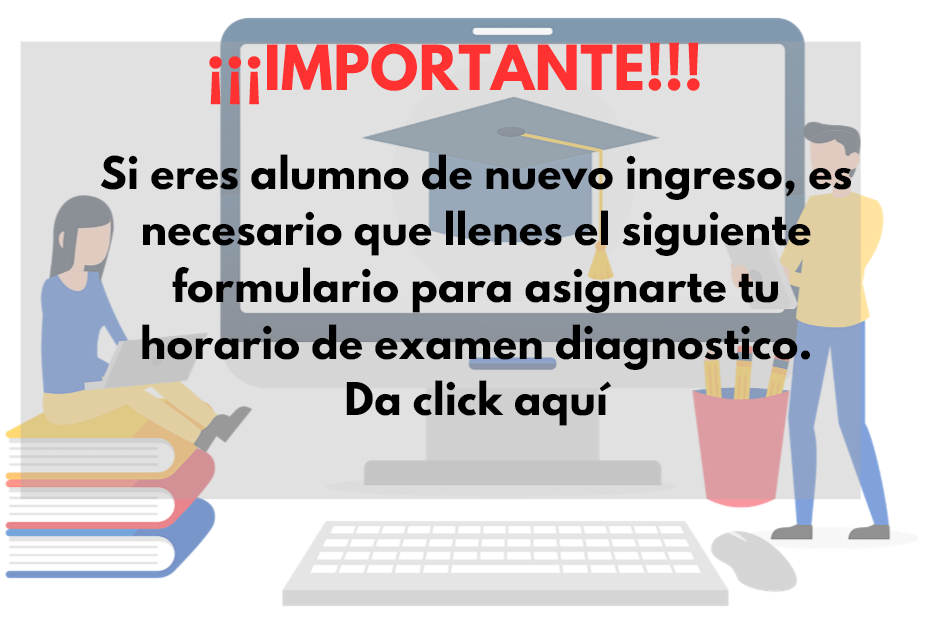 ¡¡¡IMPORTANTE!!!
Si eres alumno de nuevo ingreso, es
necesario que llenes el siguiente
formulario para asignarte tu
horario de examen diagnostico.
Da click aquí